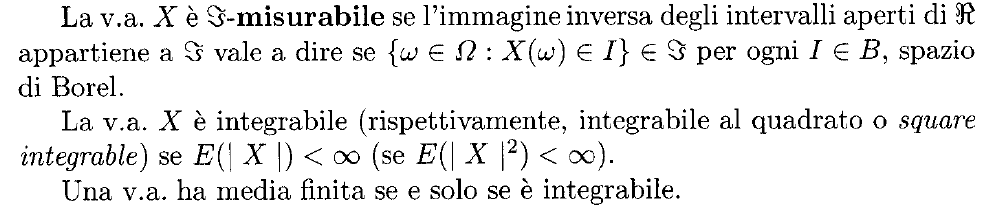 La v.a. X è ℑ-misurabile se l'immagine inversa degli intervalli aperti di ℜ
appartiene a ℑ vale a dire se {ω ∈ Ω : X(ω) ∈ I} ∈ ℑ per ogni I ∈ B, spazio
di Borel.
La v.a. X è integrabile (rispettivamente, integrabile al quadrato o square
integrable) se E(| X |) < ∞ (se E(| X |²) < ∞).
Una v.a. ha media finita se e solo se è integrabile.